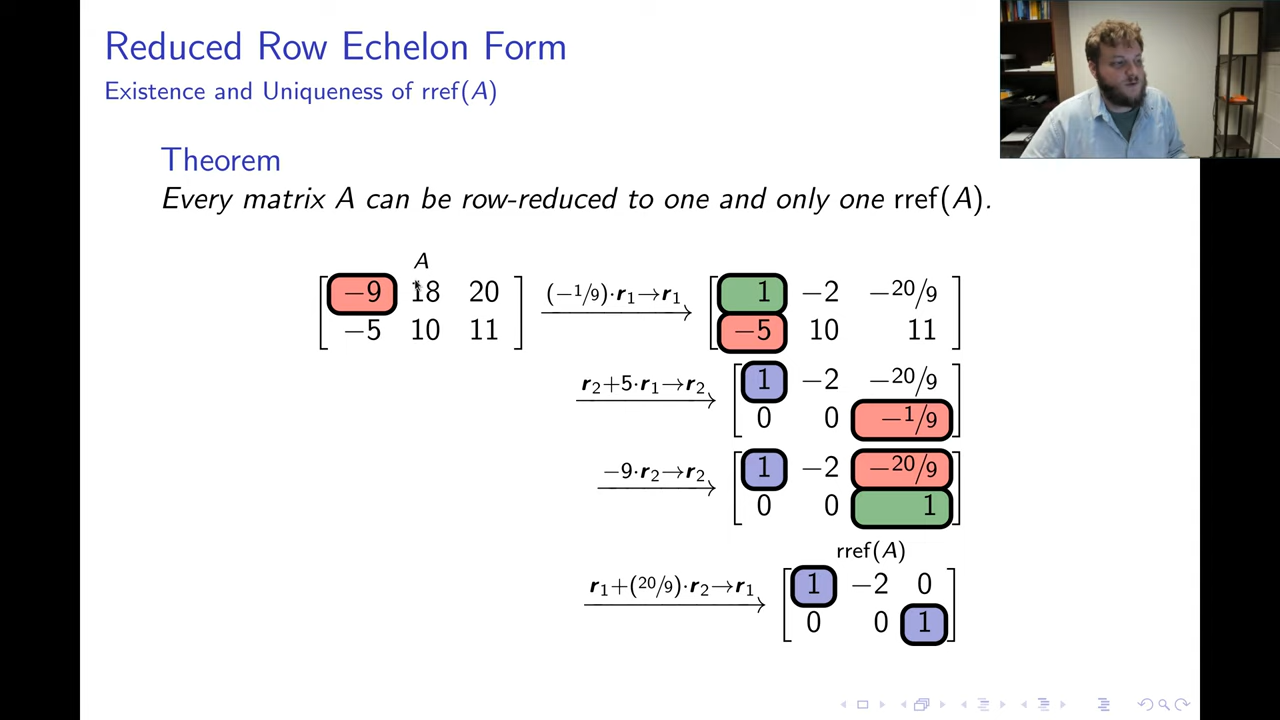 Reduced Row Echelon Form
Existence and Uniqueness of rref(A)
Theorem
Every matrix A can be row-reduced to one and only one rref(A).
A
−9 18 20
−5 10 11
(−1/9)·r₁→r₁
1 −2 −20/9
−5 10 11
r₂+5·r₁→r₂
1 −2 −20/9
0 0 −1/9
−9·r₂→r₂
1 −2 −20/9
0 0 1
rref(A)
r₁+(20/9)·r₂→r₁
1 −2 0
0 0 1